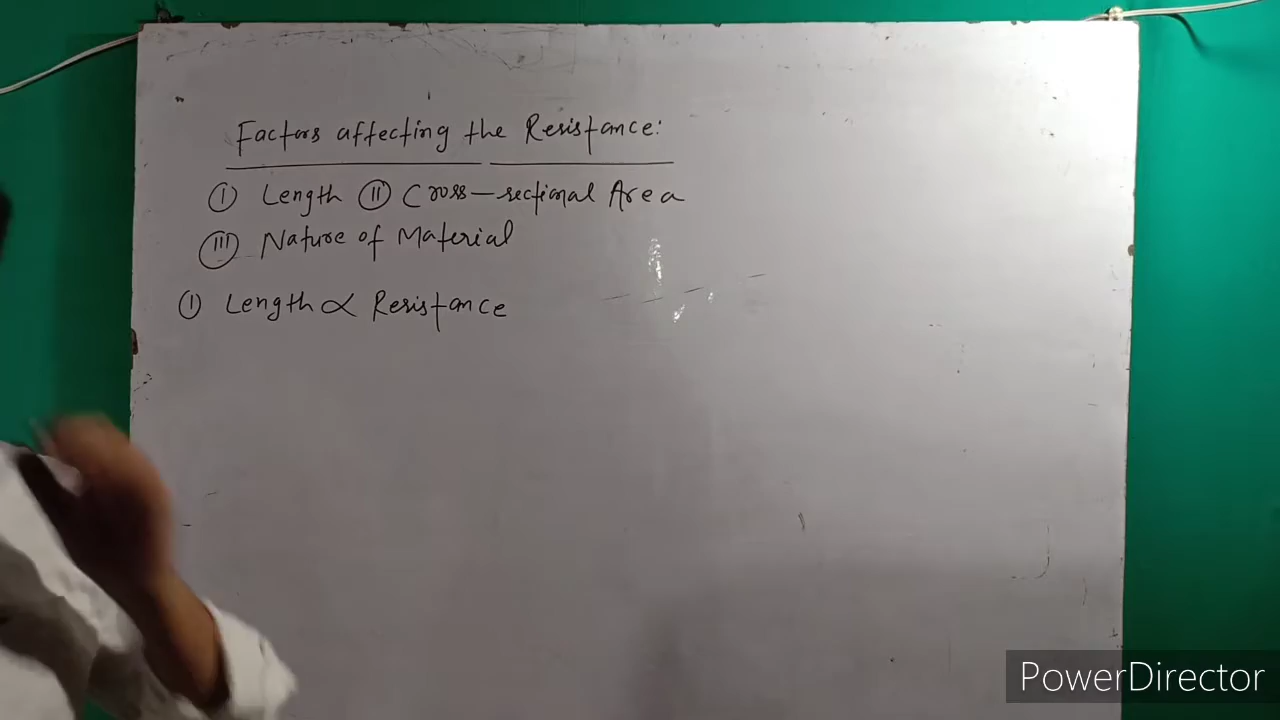 Factors affecting the Resistance:
(I) Length (II) Cross-sectional Area
(III) Nature of Material
(I) Length ∝ Resistance
PowerDirector